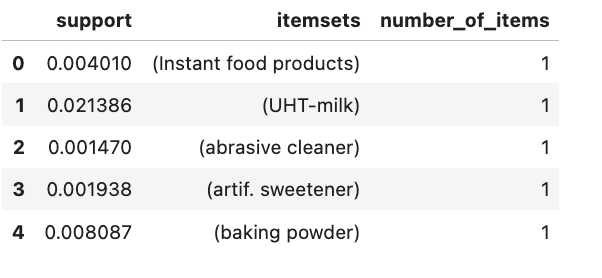 support itemsets number_of_items
0 0.004010 (Instant food products) 1
1 0.021386 (UHT-milk) 1
2 0.001470 (abrasive cleaner) 1
3 0.001938 (artif. sweetener) 1
4 0.008087 (baking powder) 1